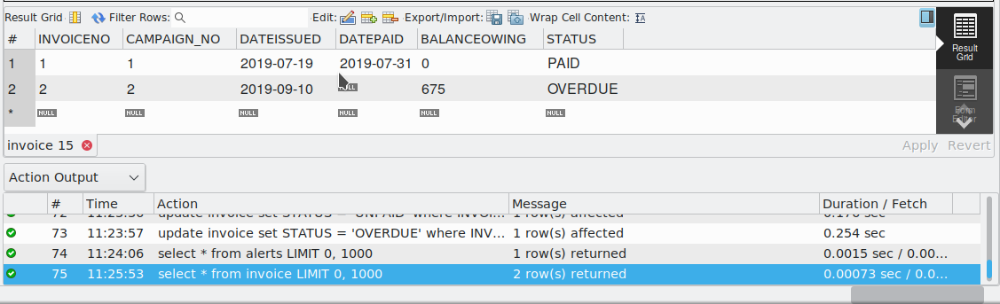 Result Grid Filter Rows: Edit: Export/Import: Wrap Cell Content:
# INVOICENO CAMPAIGN_NO DATEISSUED DATEPAID BALANCEOWING STATUS
1 1 1 2019-07-19 2019-07-31 0 PAID
2 2 2 2019-09-10 NULL 675 OVERDUE
* NULL NULL NULL NULL NULL NULL
Result
Grid
Form
Editor
invoice 15 Apply Revert
Action Output
# Time Action Message Duration / Fetch
72 11:23:56 update invoice set STATUS = 'UNPAID' where INVOI... 1 row(s) affected 0.176 sec
73 11:23:57 update invoice set STATUS = 'OVERDUE' where INV... 1 row(s) affected 0.254 sec
74 11:24:06 select * from alerts LIMIT 0, 1000 1 row(s) returned 0.0015 sec / 0.00...
75 11:25:53 select * from invoice LIMIT 0, 1000 2 row(s) returned 0.00073 sec / 0.0...